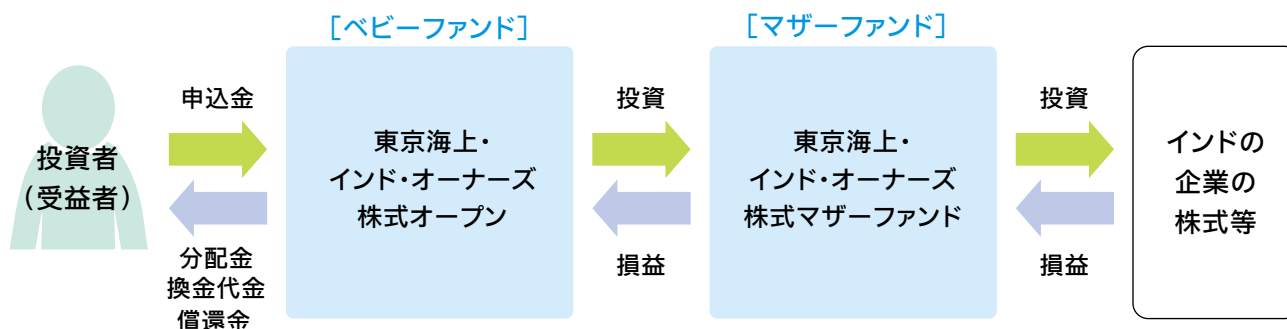 [ベビーファンド]
[マザーファンド]
投資者
(受益者)
申込金
分配金
換金代金
償還金
東京海上・
インド・オーナーズ
株式オープン
投資
損益
東京海上・
インド・オーナーズ
株式マザーファンド
投資
損益
インドの
企業の
株式等